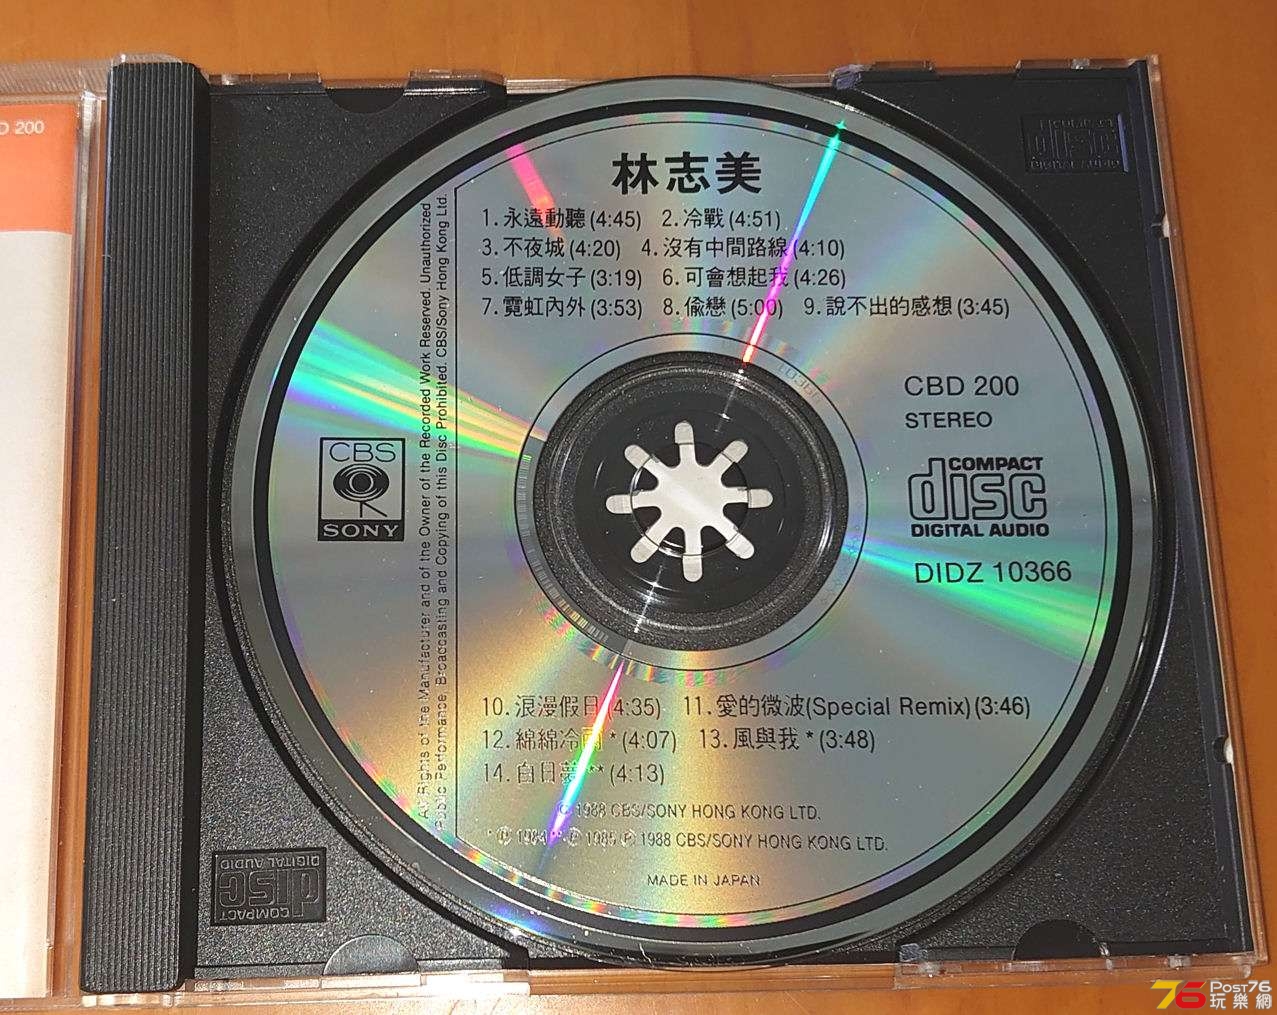 D 200
COMPACT
disc
DIGITAL AUDIO
林志美
1. 永遠動聽 (4:45) 2. 冷戰 (4:51)
3. 不夜城 (4:20) 4. 沒有中間路線 (4:10)
5. 低調女子 (3:19) 6. 可會想起我 (4:26)
7. 霓虹內外 (3:53) 8. 偷戀 (5:00) 9. 說不出的感想 (3:45)
All Rights of the Manufacturer and of the Owner of the Recorded Work Reserved. Unauthorized
Public Performance, Broadcasting and Copying of this Disc Prohibited. CBS/Sony Hong Kong Ltd.
CBS
SONY
CBD 200
STEREO
COMPACT
disc
DIGITAL AUDIO
DIDZ 10366
10. 浪漫假日 (4:35) 11. 愛的微波(Special Remix) (3:46)
12. 綿綿冷雨 * (4:07) 13. 風與我 * (3:48)
14. 白日夢 ** (4:13)
© 1988 CBS/SONY HONG KONG LTD.
* ℗ 1984 ** ℗ 1985 ℗ 1988 CBS/SONY HONG KONG LTD.
MADE IN JAPAN
COMPACT
disc
DIGITAL AUDIO
76 POST76
玩樂網